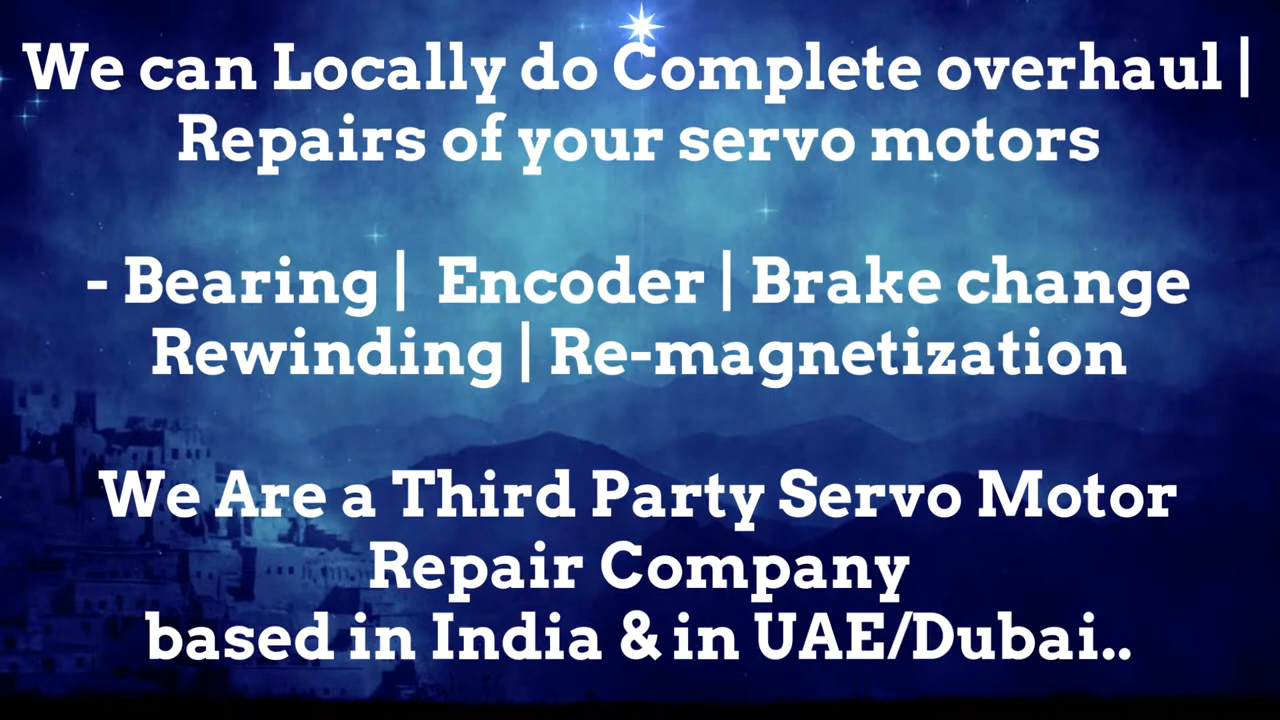 We can Locally do Complete overhaul |
Repairs of your servo motors
- Bearing |  Encoder | Brake change
Rewinding | Re-magnetization
We Are a Third Party Servo Motor
Repair Company
based in India & in UAE/Dubai..